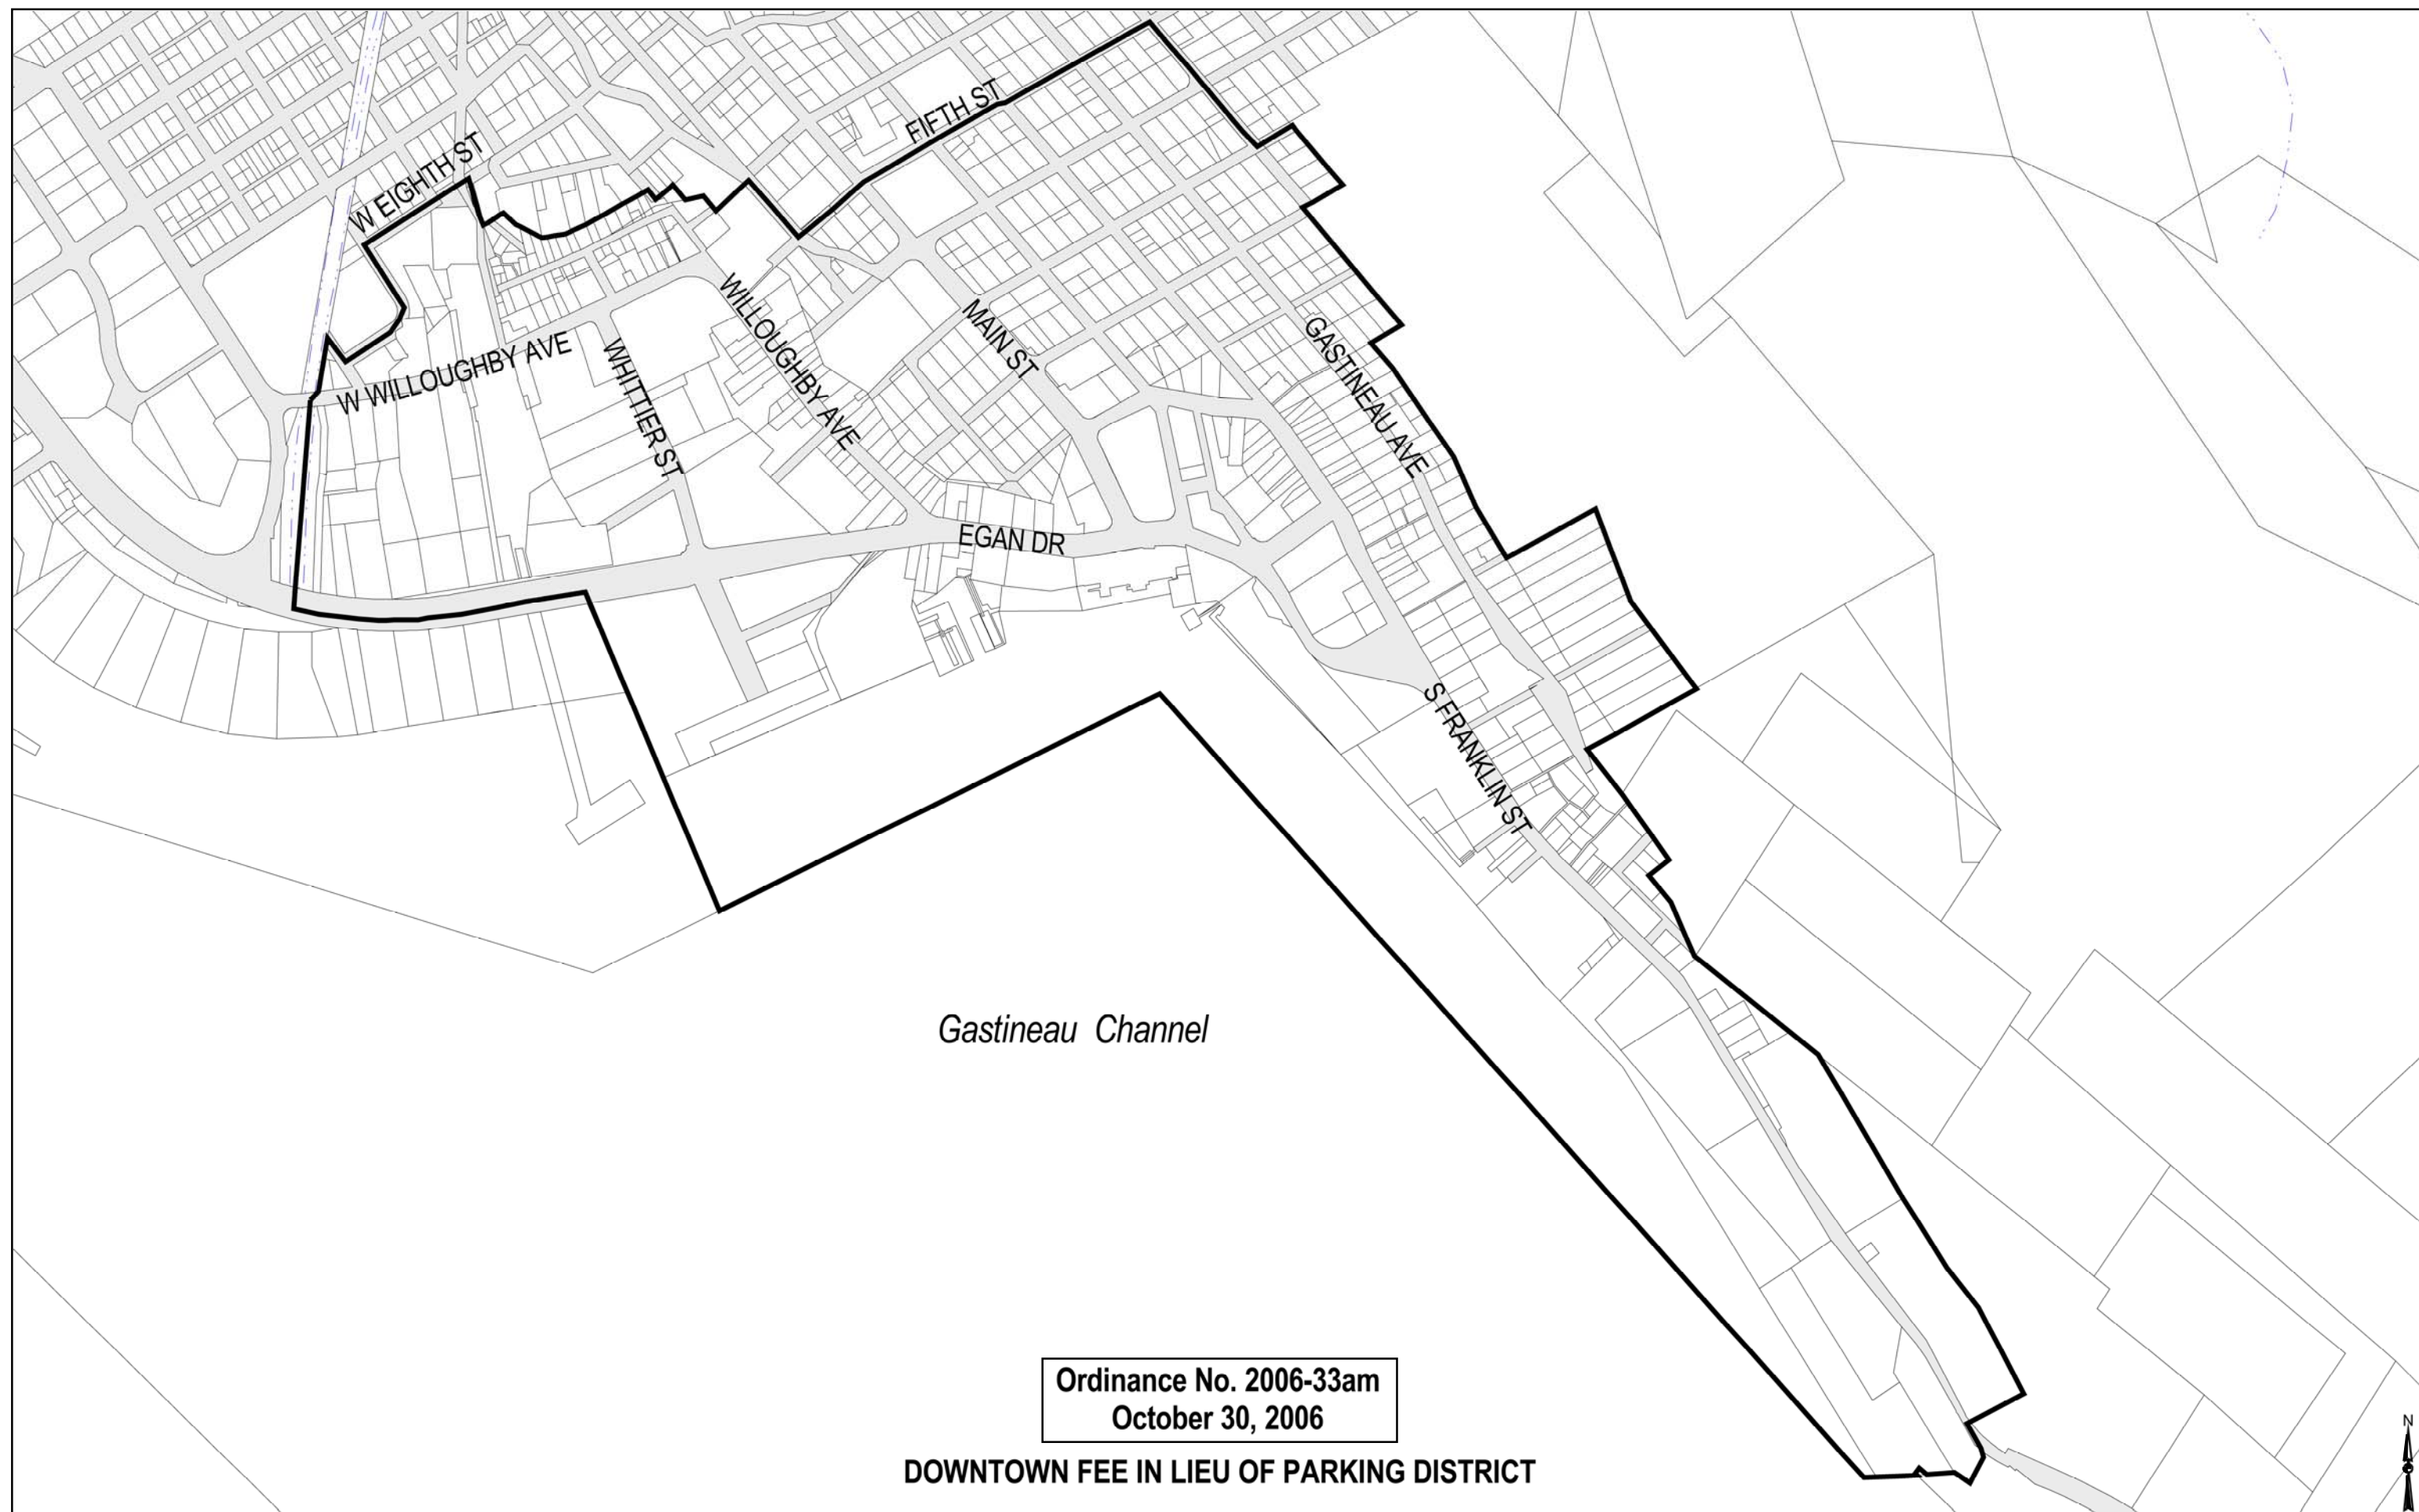 FIFTH ST
W EIGHTH ST
WILLOUGHBY AVE
MAIN ST
GASTINEAU AVE
W WILLOUGHBY AVE
WHITTIER ST
EGAN DR
S FRANKLIN ST
Gastineau Channel
Ordinance No. 2006-33am
October 30, 2006
DOWNTOWN FEE IN LIEU OF PARKING DISTRICT
N